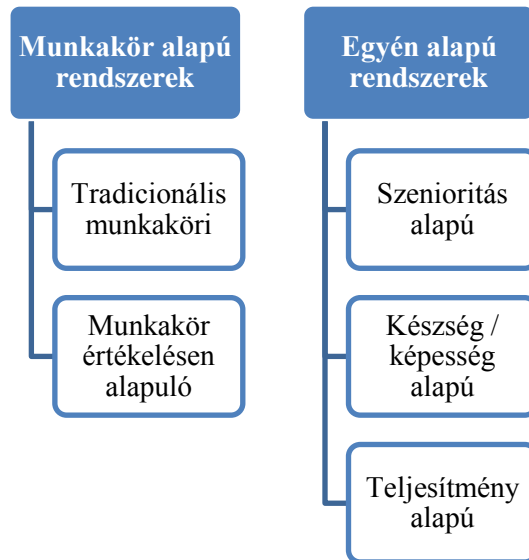 Munkakör alapú
rendszerek
Tradicionális
munkaköri
Munkakör
értékelésen
alapuló
Egyén alapú
rendszerek
Szenioritás
alapú
Készség /
képesség
alapú
Teljesítmény
alapú